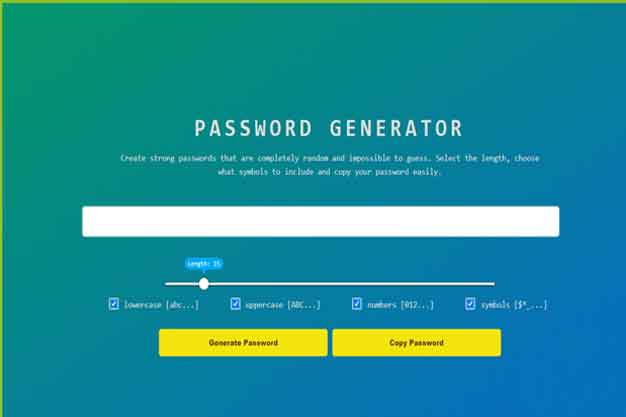 PASSWORD GENERATOR
Create strong passwords that are completely random and impossible to guess. Select the length, choose
what symbols to include and copy your password easily.
Length: 15
lowercase [abc...] uppercase [ABC...] numbers [012...] symbols [$*_...]
Generate Password Copy Password